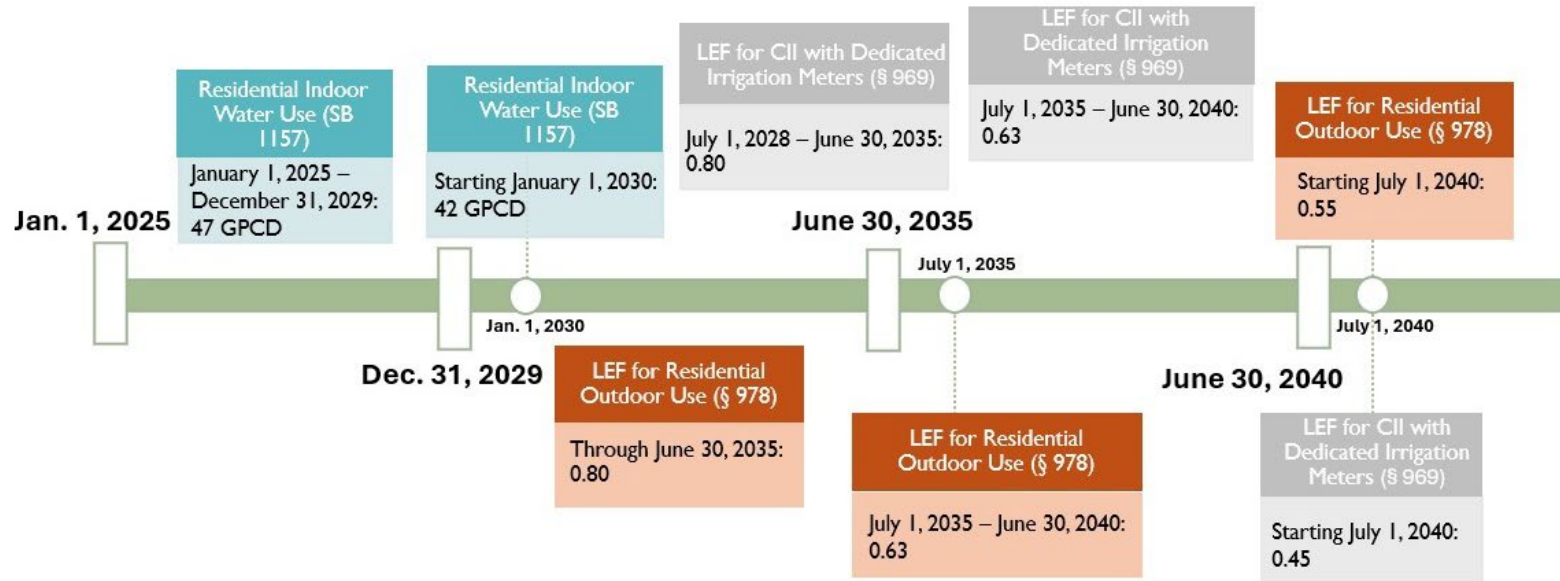 Residential Indoor
Water Use (SB
1157)
January 1, 2025 –
December 31, 2029:
47 GPCD
Residential Indoor
Water Use (SB
1157)
Starting January 1, 2030:
42 GPCD
LEF for CII with Dedicated
Irrigation Meters (§ 969)
July 1, 2028 – June 30, 2035:
0.80
LEF for CII with
Dedicated Irrigation
Meters (§ 969)
July 1, 2035 – June 30, 2040:
0.63
LEF for Residential
Outdoor Use (§ 978)
Starting July 1, 2040:
0.55
Jan. 1, 2025
June 30, 2035
July 1, 2035
Jan. 1, 2030
July 1, 2040
Dec. 31, 2029
June 30, 2040
LEF for Residential
Outdoor Use (§ 978)
Through June 30, 2035:
0.80
LEF for Residential
Outdoor Use (§ 978)
July 1, 2035 – June 30, 2040:
0.63
LEF for CII with
Dedicated Irrigation
Meters (§ 969)
Starting July 1, 2040:
0.45